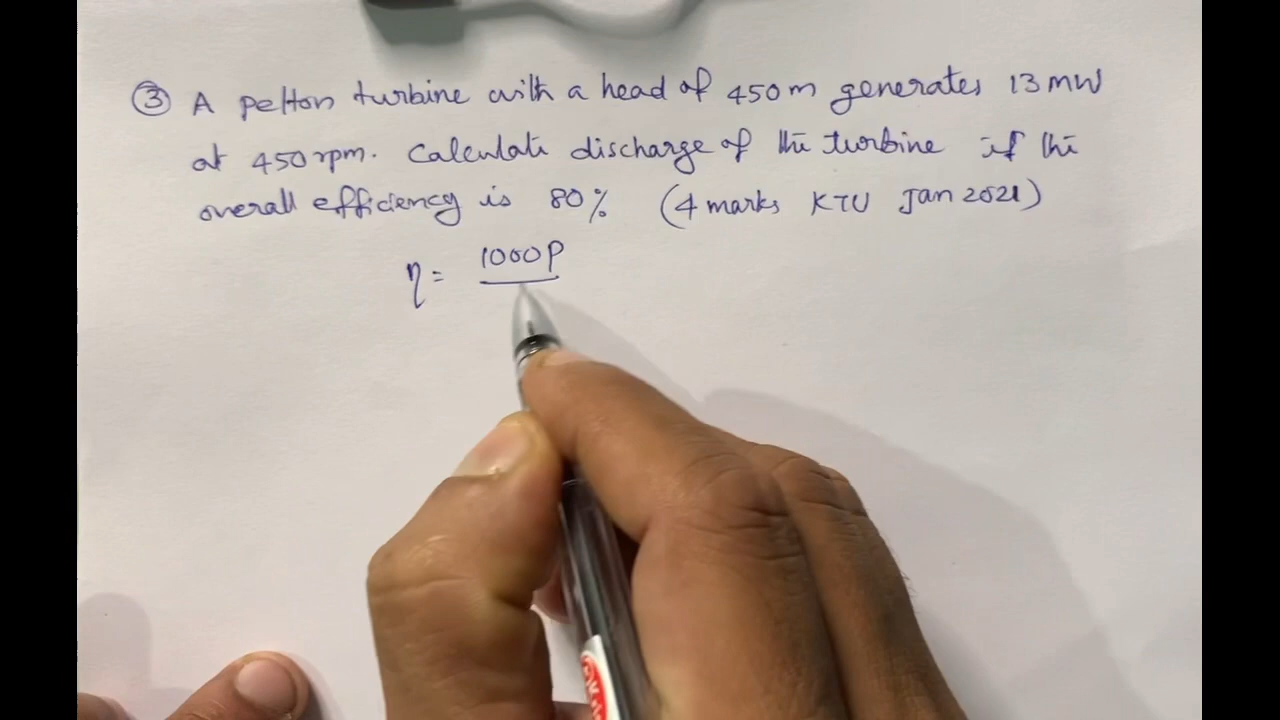 ③ A pelton turbine with a head of 450m generates 13 MW
at 450 rpm. Calculate discharge of the turbine if the
overall efficiency is 80% (4 marks KTU Jan 2021)
η = 1000P